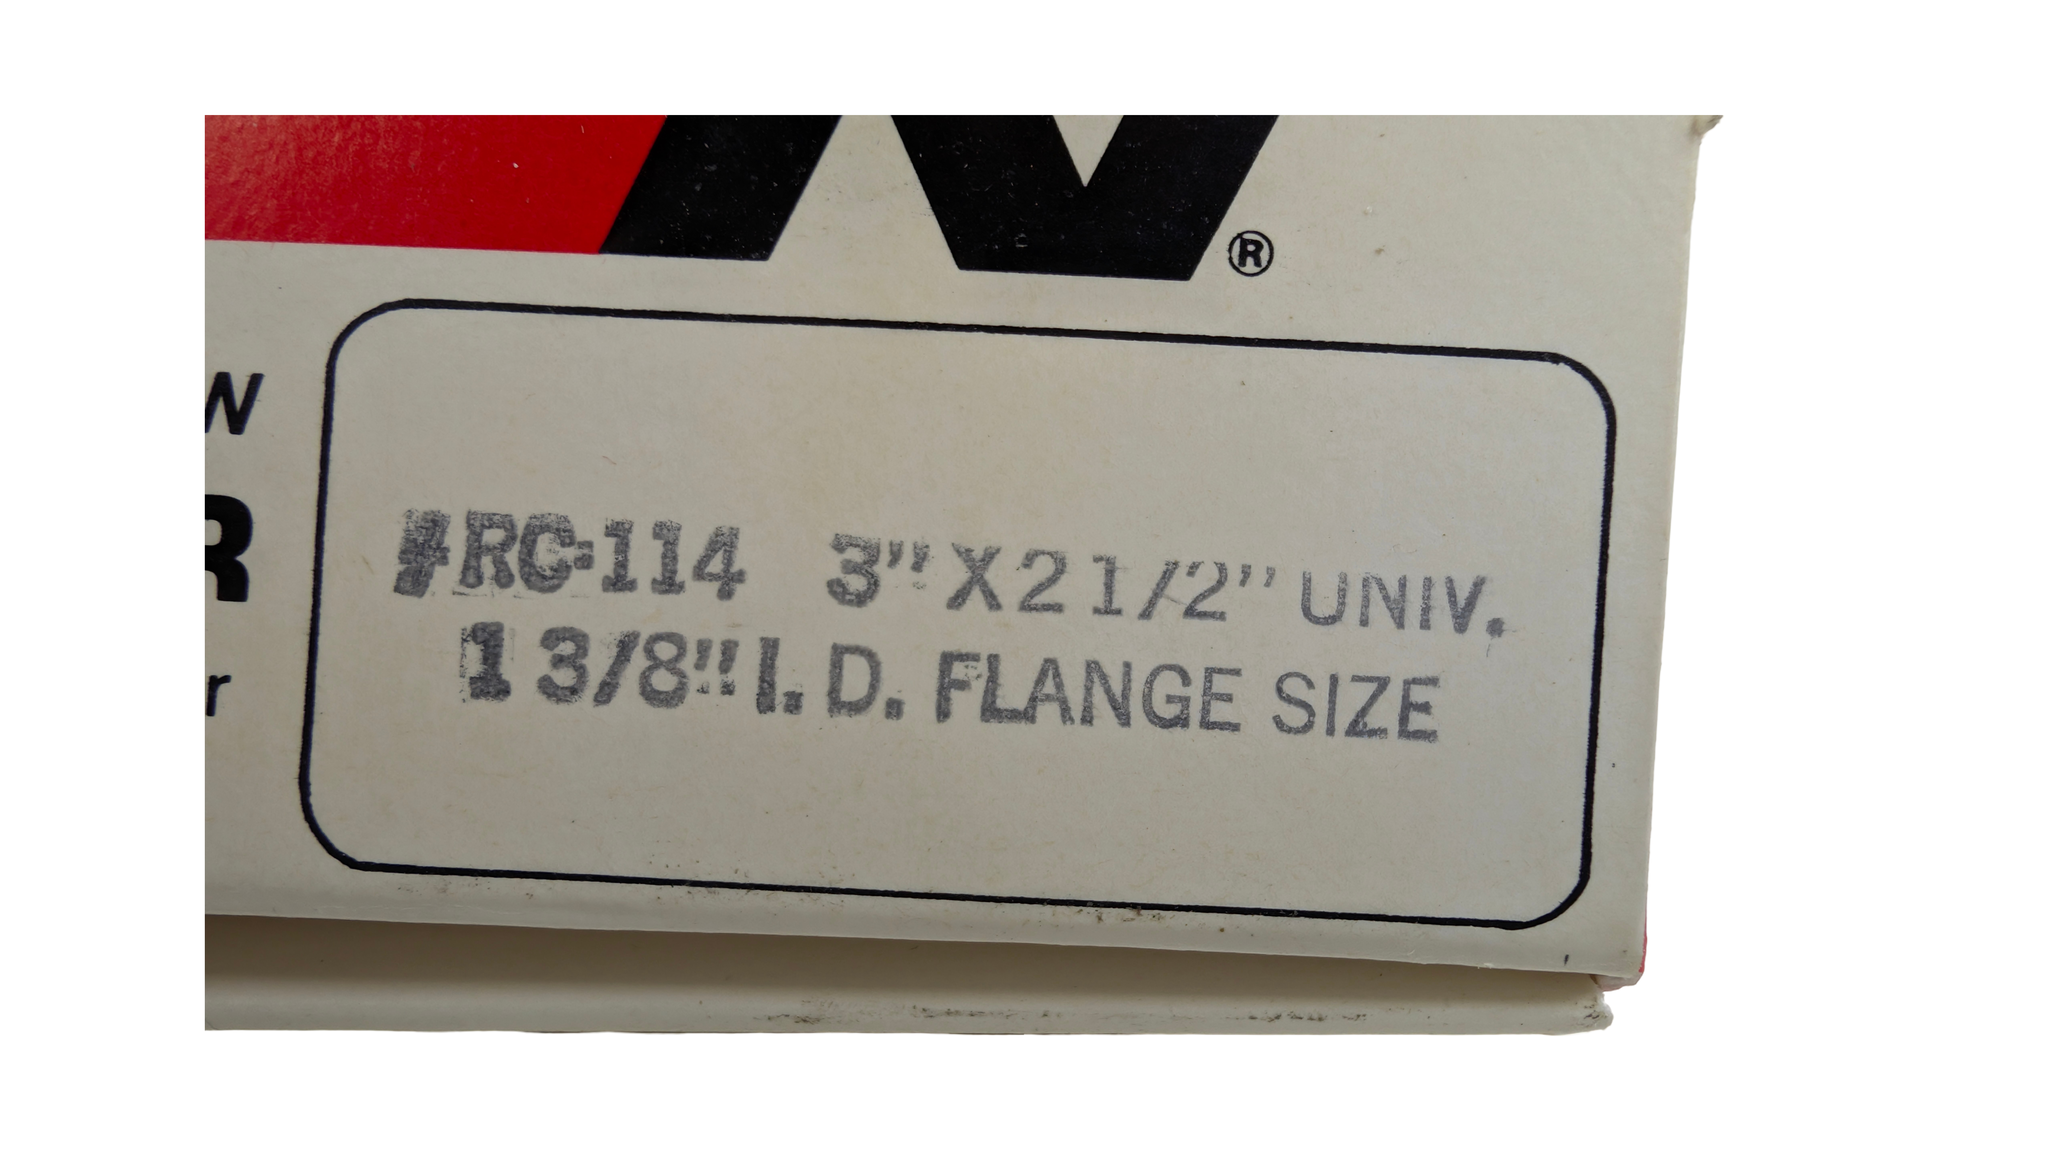 ®
W
R
r
#RC-114 3" X 2 1/2" UNIV.
1 3/8" I.D. FLANGE SIZE